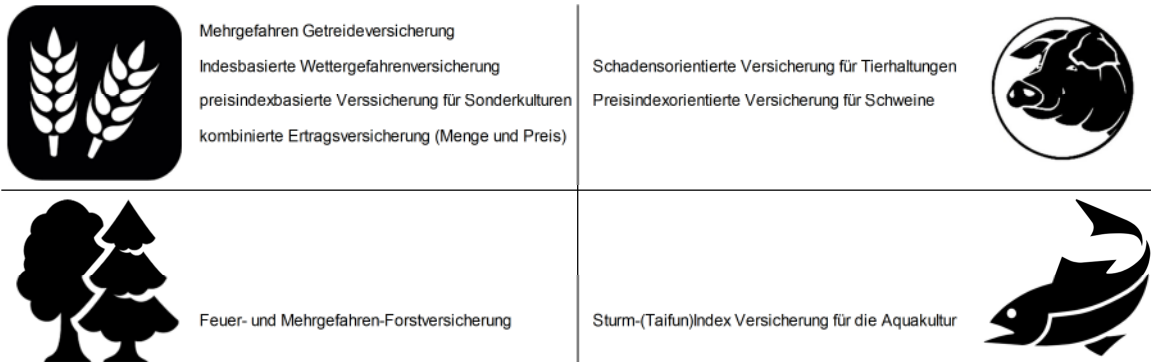 Mehrgefahren Getreideversicherung
Indesbasierte Wettergefahrenversicherung
preisindexbasierte Verssicherung für Sonderkulturen
kombinierte Ertragsversicherung (Menge und Preis)
Schadensorientierte Versicherung für Tierhaltungen
Preisindexorientierte Versicherung für Schweine
Feuer- und Mehrgefahren-Forstversicherung
Sturm-(Taifun)Index Versicherung für die Aquakultur